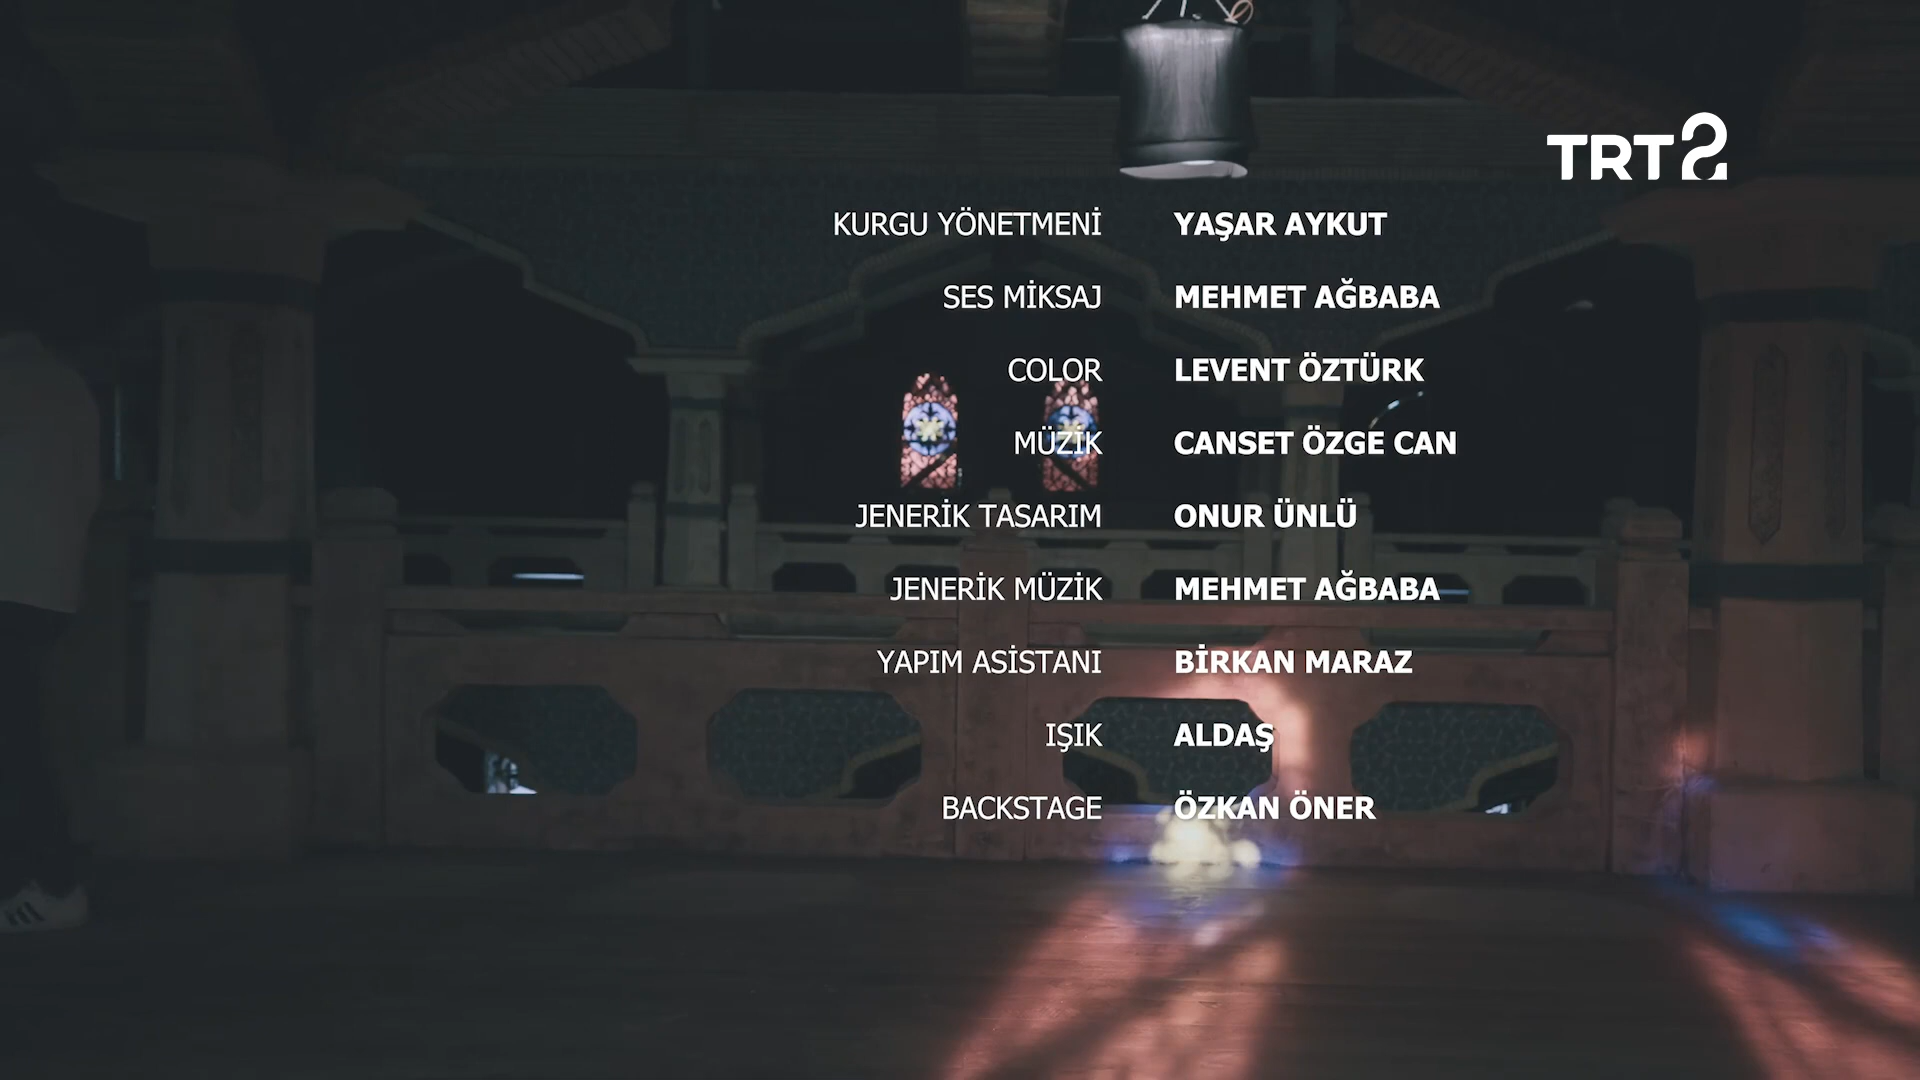 TRT2
KURGU YÖNETMENİ YAŞAR AYKUT
SES MİKSAJ MEHMET AĞBABA
COLOR LEVENT ÖZTÜRK
MÜZİK CANSET ÖZGE CAN
JENERİK TASARIM ONUR ÜNLÜ
JENERİK MÜZİK MEHMET AĞBABA
YAPIM ASİSTANI BİRKAN MARAZ
IŞIK ALDAŞ
BACKSTAGE ÖZKAN ÖNER